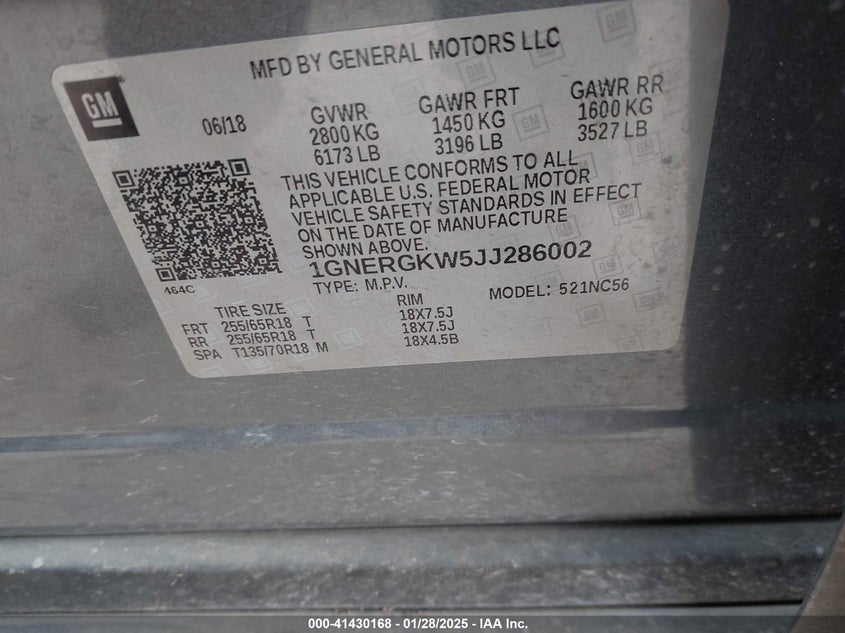 MFD BY GENERAL MOTORS LLC
GM
06/18
GVWR GAWR FRT GAWR RR
2800 KG 1450 KG 1600 KG
6173 LB 3196 LB 3527 LB
THIS VEHICLE CONFORMS TO ALL
APPLICABLE U.S. FEDERAL MOTOR
VEHICLE SAFETY STANDARDS IN EFFECT
ON THE DATE OF MANUFACTURE
SHOWN ABOVE.
1GNERGKW5JJ286002
464C
TYPE: M.P.V. MODEL: 521NC56
TIRE SIZE RIM
FRT 255/65R18 T 18X7.5J
RR 255/65R18 T 18X7.5J
SPA T135/70R18 M 18X4.5B
000-41430168 - 01/28/2025 - IAA Inc.